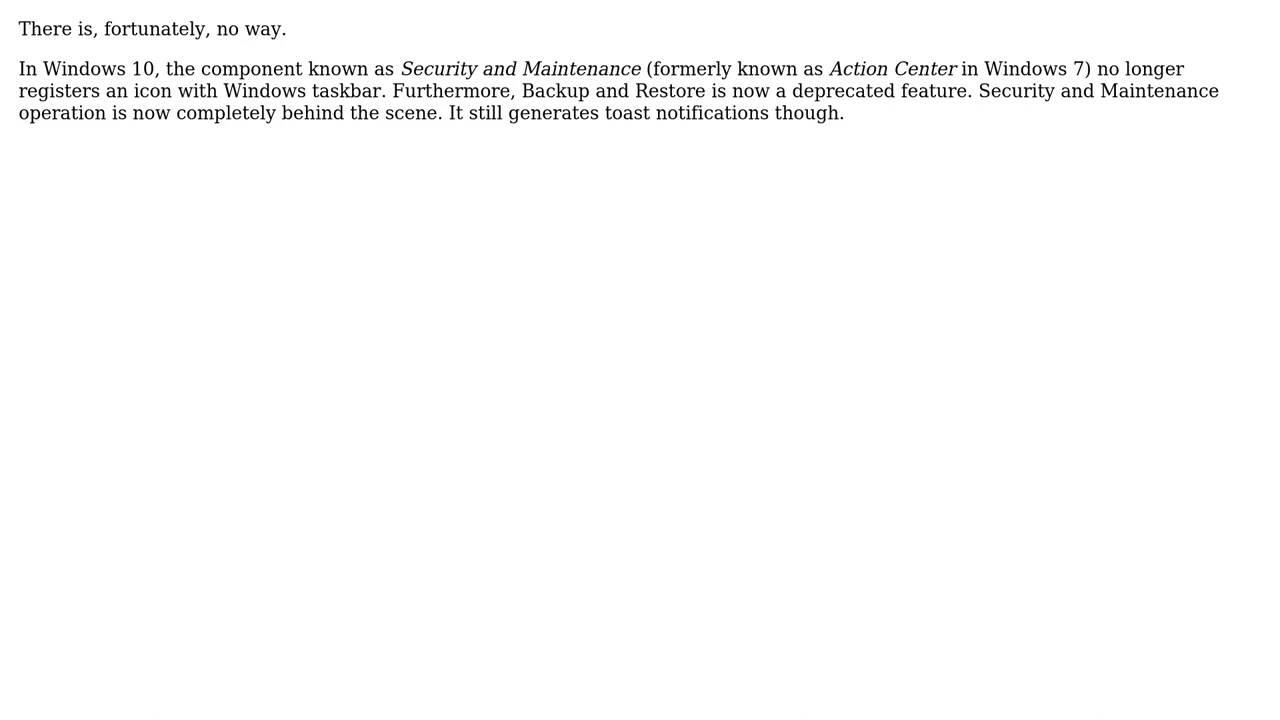 There is, fortunately, no way.
In Windows 10, the component known as Security and Maintenance (formerly known as Action Center in Windows 7) no longer
registers an icon with Windows taskbar. Furthermore, Backup and Restore is now a deprecated feature. Security and Maintenance
operation is now completely behind the scene. It still generates toast notifications though.